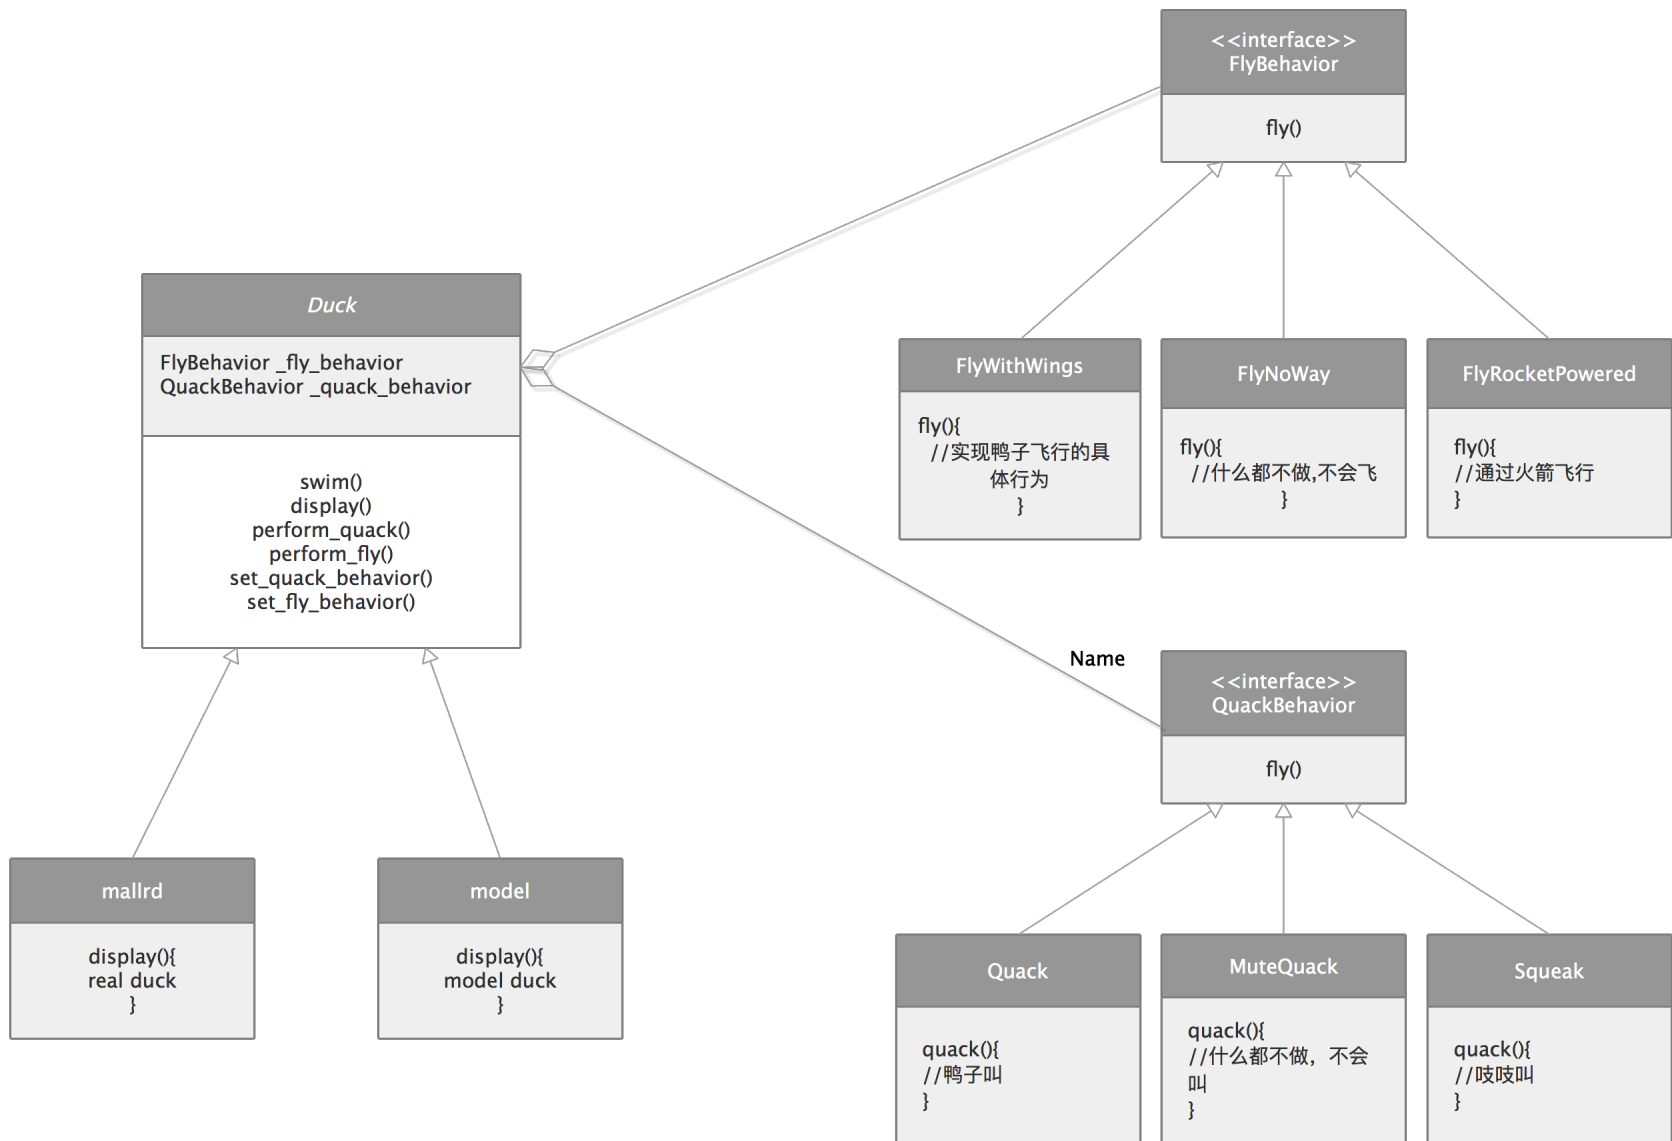 <<interface>>
FlyBehavior
fly()
Duck
FlyBehavior _fly_behavior
QuackBehavior _quack_behavior
swim()
display()
perform_quack()
perform_fly()
set_quack_behavior()
set_fly_behavior()
FlyWithWings
fly(){
//实现鸭子飞行的具
体行为
}
FlyNoWay
fly(){
//什么都不做,不会飞
}
FlyRocketPowered
fly(){
//通过火箭飞行
}
Name
<<interface>>
QuackBehavior
fly()
mallrd
display(){
real duck
}
model
display(){
model duck
}
Quack
quack(){
//鸭子叫
}
MuteQuack
quack(){
//什么都不做，不会
叫
}
Squeak
quack(){
//吱吱叫
}